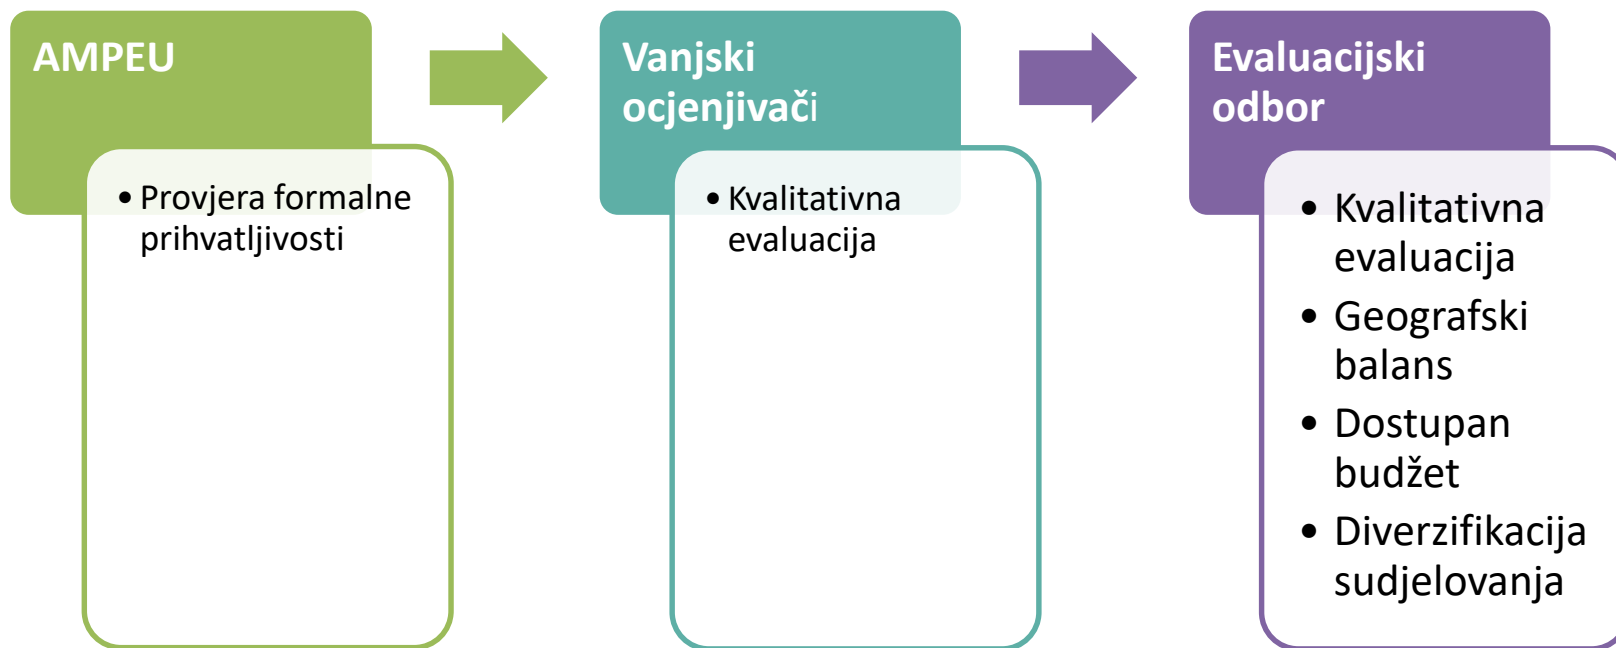 AMPEU
• Provjera formalne
prihvatljivosti
Vanjski
ocjenjivači
• Kvalitativna
evaluacija
Evaluacijski
odbor
• Kvalitativna
evaluacija
• Geografski
balans
• Dostupan
budžet
• Diverzifikacija
sudjelovanja